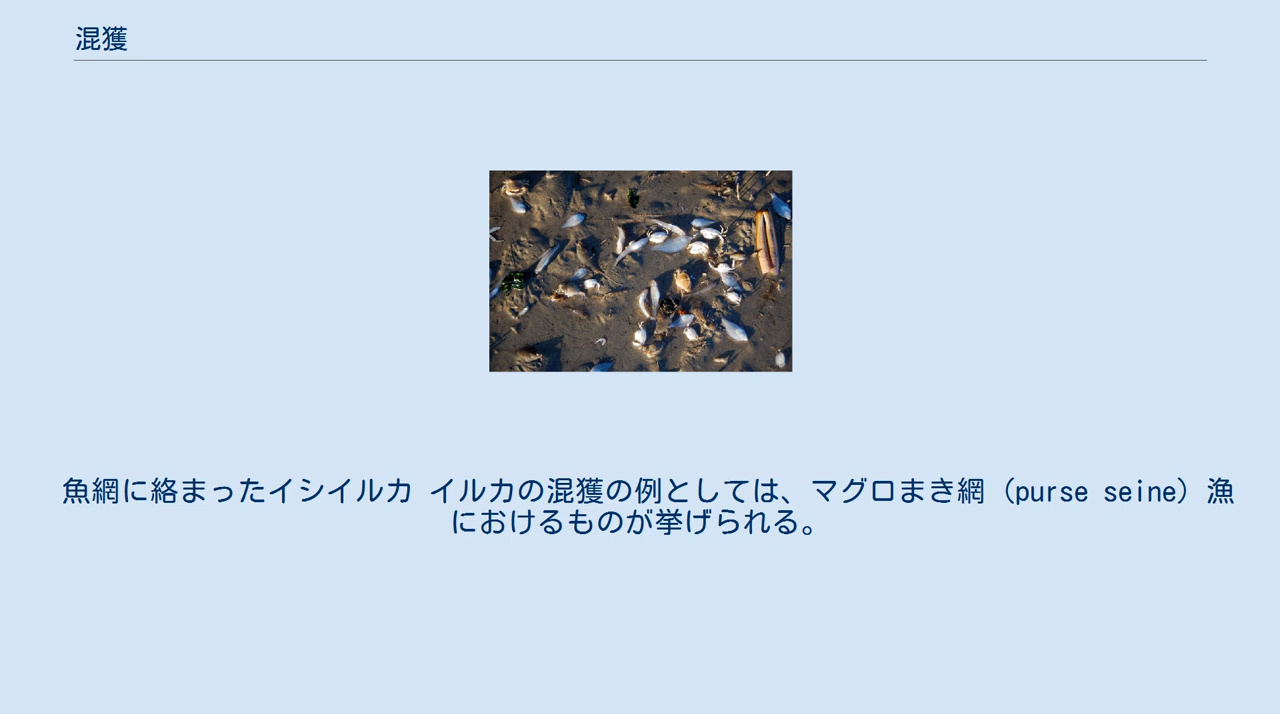 混獲
魚網に絡まったイシイルカ イルカの混獲の例としては、マグロまき網（purse seine）漁
におけるものが挙げられる。